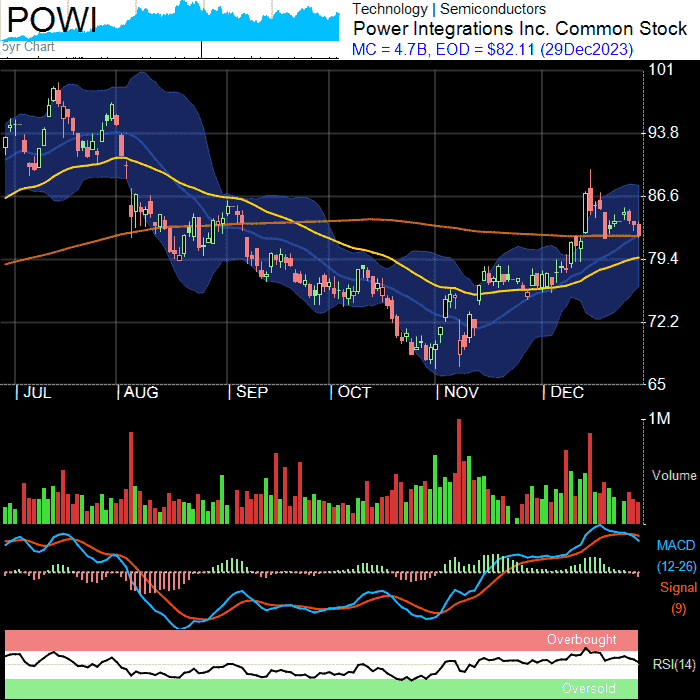 POWI
5yr Chart
Technology | Semiconductors
Power Integrations Inc. Common Stock
MC = 4.7B, EOD = $82.11 (29Dec2023)
101
93.8
86.6
79.4
72.2
65
| JUL | AUG | SEP | OCT | NOV | DEC
1M
Volume
MACD
(12-26)
Signal
(9)
Overbought
RSI(14)
Oversold